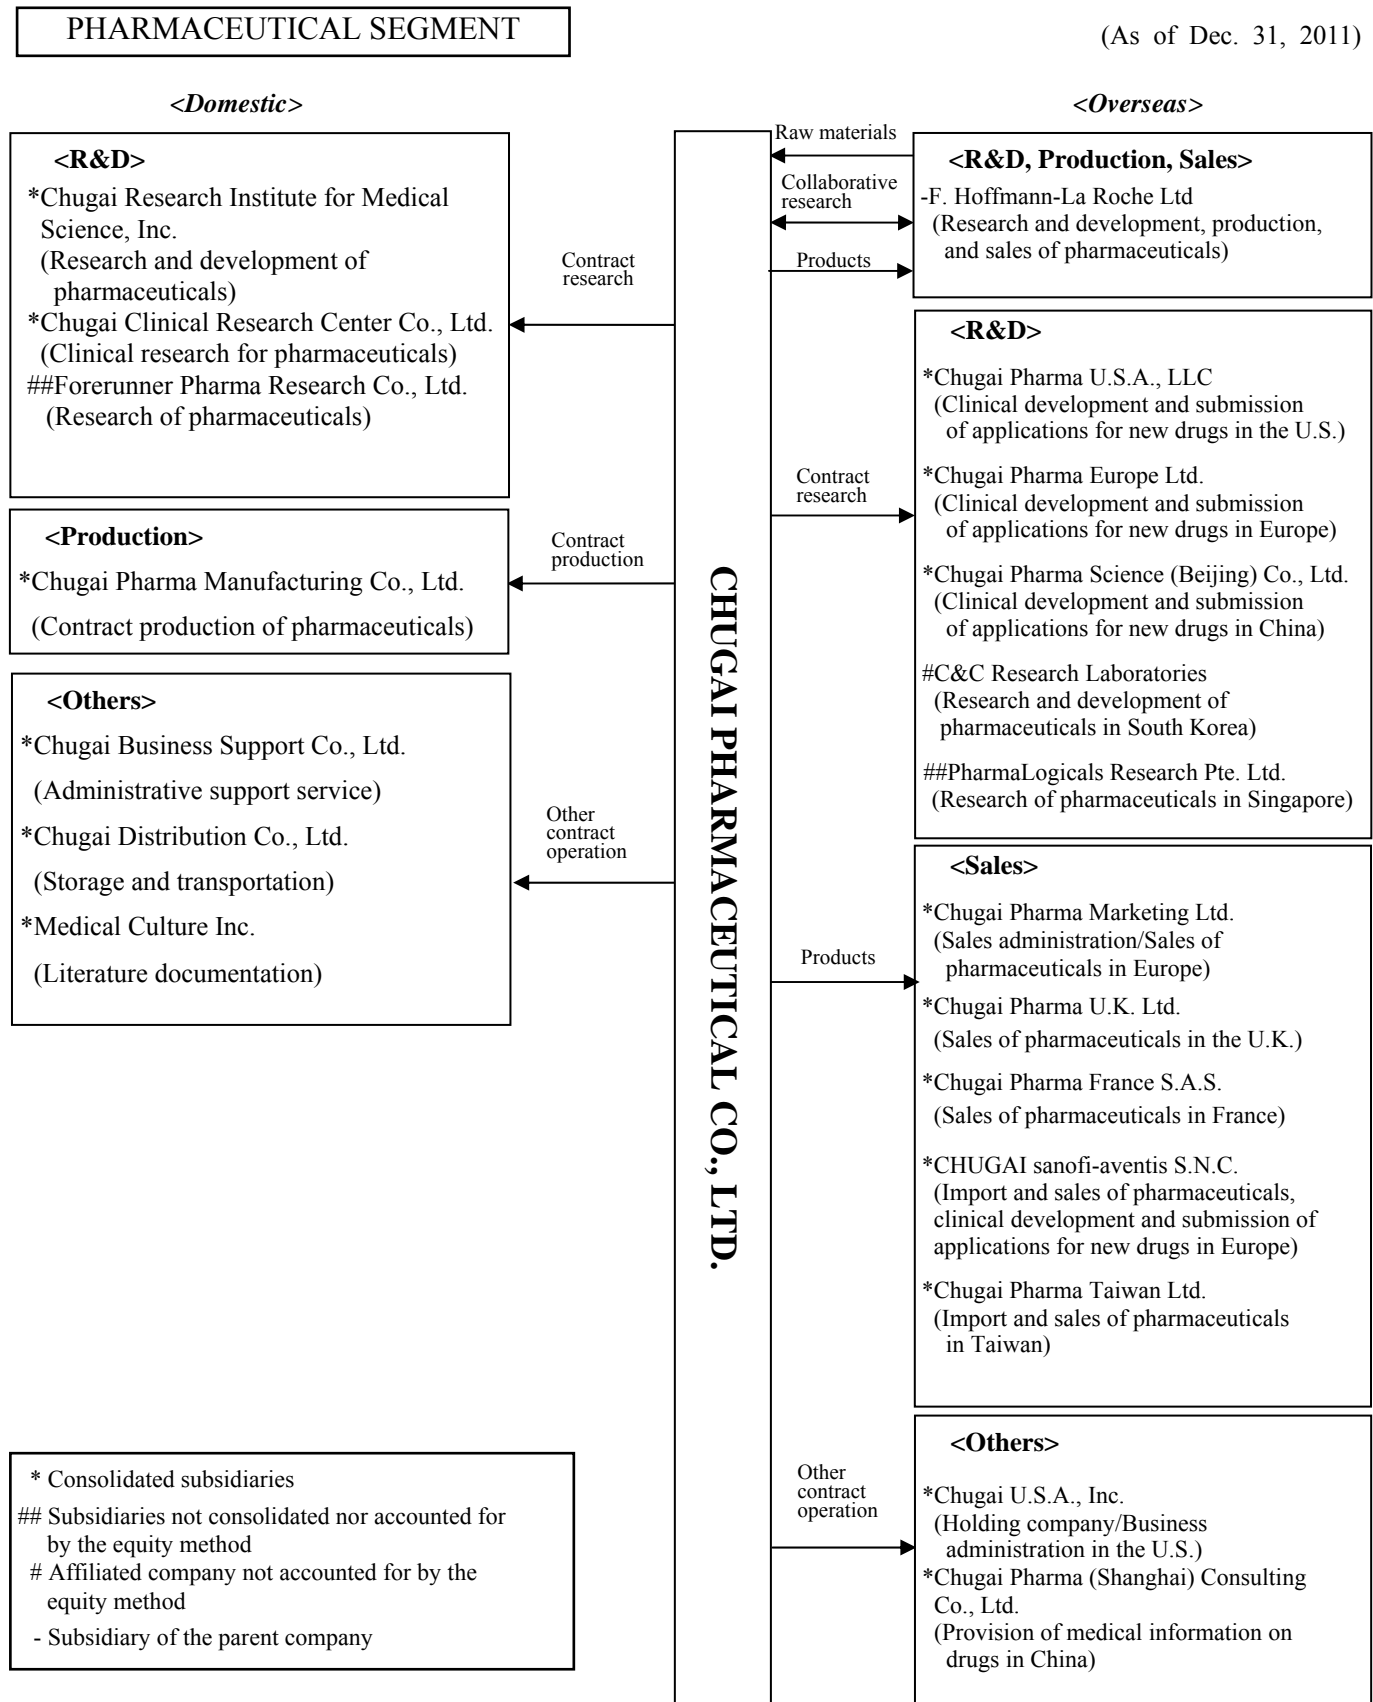 PHARMACEUTICAL SEGMENT
(As of Dec. 31, 2011)
<Domestic>
<R&D>
*Chugai Research Institute for Medical
Science, Inc.
(Research and development of
pharmaceuticals)
*Chugai Clinical Research Center Co., Ltd.
(Clinical research for pharmaceuticals)
##Forerunner Pharma Research Co., Ltd.
(Research of pharmaceuticals)
Contract
research
<Production>
*Chugai Pharma Manufacturing Co., Ltd.
(Contract production of pharmaceuticals)
Contract
production
<Others>
*Chugai Business Support Co., Ltd.
(Administrative support service)
*Chugai Distribution Co., Ltd.
(Storage and transportation)
*Medical Culture Inc.
(Literature documentation)
Other
contract
operation
* Consolidated subsidiaries
## Subsidiaries not consolidated nor accounted for
by the equity method
# Affiliated company not accounted for by the
equity method
- Subsidiary of the parent company
CHUGAI PHARMACEUTICAL CO., LTD.
<Overseas>
Raw materials
Collaborative
research
Products
<R&D, Production, Sales>
-F. Hoffmann-La Roche Ltd
(Research and development, production,
and sales of pharmaceuticals)
Contract
research
<R&D>
*Chugai Pharma U.S.A., LLC
(Clinical development and submission
of applications for new drugs in the U.S.)
*Chugai Pharma Europe Ltd.
(Clinical development and submission
of applications for new drugs in Europe)
*Chugai Pharma Science (Beijing) Co., Ltd.
(Clinical development and submission
of applications for new drugs in China)
#C&C Research Laboratories
(Research and development of
pharmaceuticals in South Korea)
##PharmaLogicals Research Pte. Ltd.
(Research of pharmaceuticals in Singapore)
Products
<Sales>
*Chugai Pharma Marketing Ltd.
(Sales administration/Sales of
pharmaceuticals in Europe)
*Chugai Pharma U.K. Ltd.
(Sales of pharmaceuticals in the U.K.)
*Chugai Pharma France S.A.S.
(Sales of pharmaceuticals in France)
*CHUGAI sanofi-aventis S.N.C.
(Import and sales of pharmaceuticals,
clinical development and submission of
applications for new drugs in Europe)
*Chugai Pharma Taiwan Ltd.
(Import and sales of pharmaceuticals
in Taiwan)
Other
contract
operation
<Others>
*Chugai U.S.A., Inc.
(Holding company/Business
administration in the U.S.)
*Chugai Pharma (Shanghai) Consulting
Co., Ltd.
(Provision of medical information on
drugs in China)